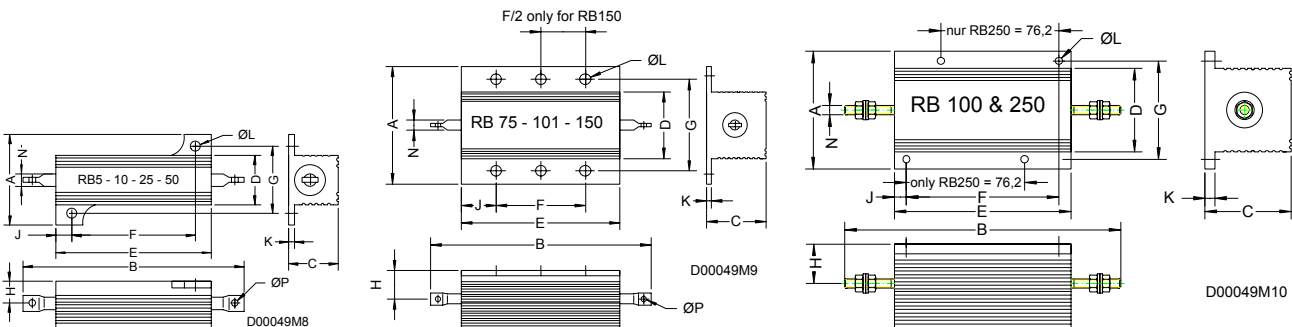 F/2 only for RB150
ØL
A
N
RB 75 - 101 - 150
D
G
J
F
E
K
C
B
H
ØP
D00049M9
nur RB250 = 76,2
ØL
A
N
RB 100 & 250
D
G
only RB250 = 76,2
J
F
E
K
C
B
H
D00049M10
ØL
A
N
RB5 - 10 - 25 - 50
D
G
J
F
E
K
C
B
H
ØP
D00049M8